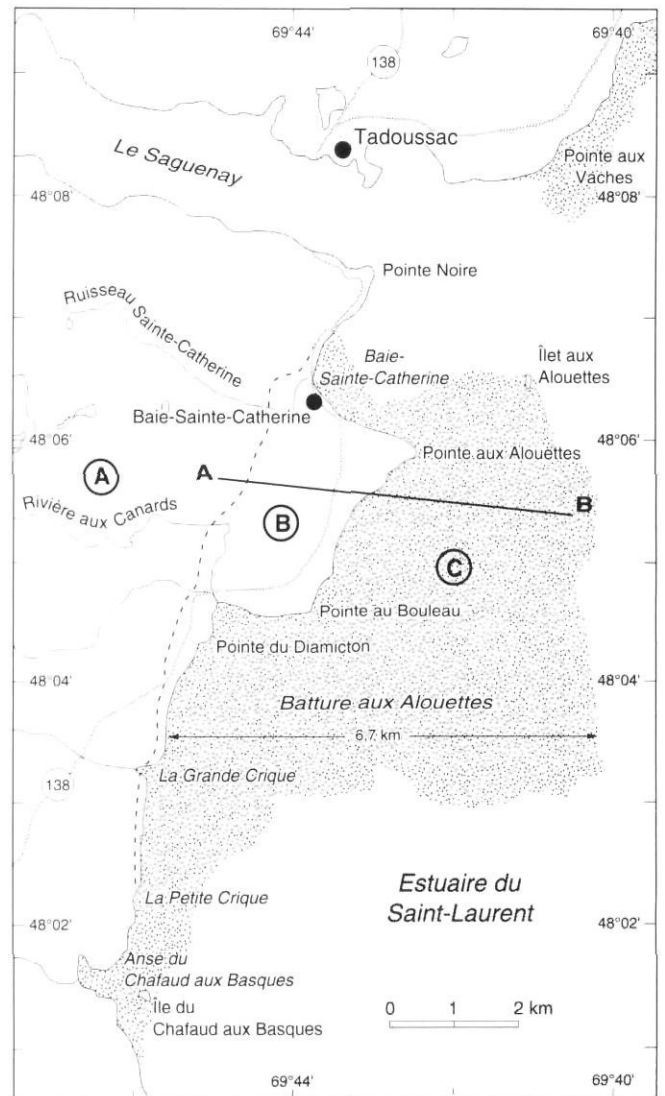 69°44'
69°40'
138
Tadoussac
Le Saguenay
Pointe aux
Vaches
48°08'
48°08'
Pointe Noire
Ruisseau
Sainte-Catherine
Baie-
Sainte-Catherine
Îlet aux
Alouettes
Baie-Sainte-Catherine
48°06'
48°06'
Pointe aux Alouettes
A
A
B
Rivière aux Canards
B
C
Pointe au Bouleau
Pointe du Diamicton
48°04'
48°04'
Batture aux Alouettes
6.7 km
La Grande Crique
138
Estuaire du
Saint-Laurent
La Petite Crique
48°02'
48°02'
Anse du
Chafaud aux Basques
Île du
Chafaud aux Basques
0 1 2 km
69°44'
69°40'